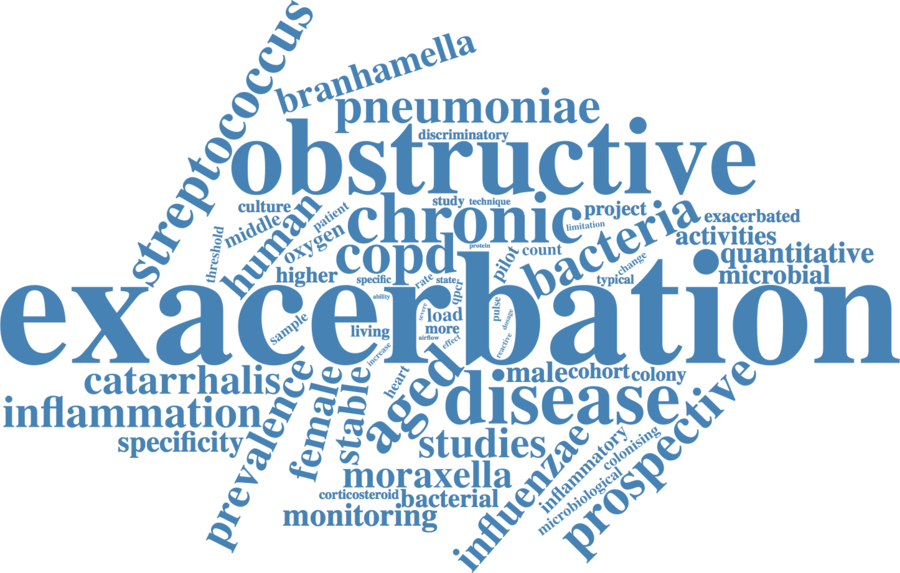 streptococcus
branhamella
pneumoniae
discriminatory
obstructive
culture
middle
human
patient
oxygen
threshold
study
technique
chronic
project
limitation
bacteria
exacerbated
activities
quantitative
microbial
copd
protein
pilot
count
higher
specific
rate
state
qpcr
change
typical
exacerbation
ability
severe
load
more
airflow
effect
pulse
dosage
reactive
sample
living
increase
catarrhalis
inflammation
specificity
prevalence
female
stable
heart
aged
disease
male
cohort
colony
studies
moraxella
corticosteroid
bacterial
monitoring
influenzae
inflammatory
colonising
microbiological
prospective